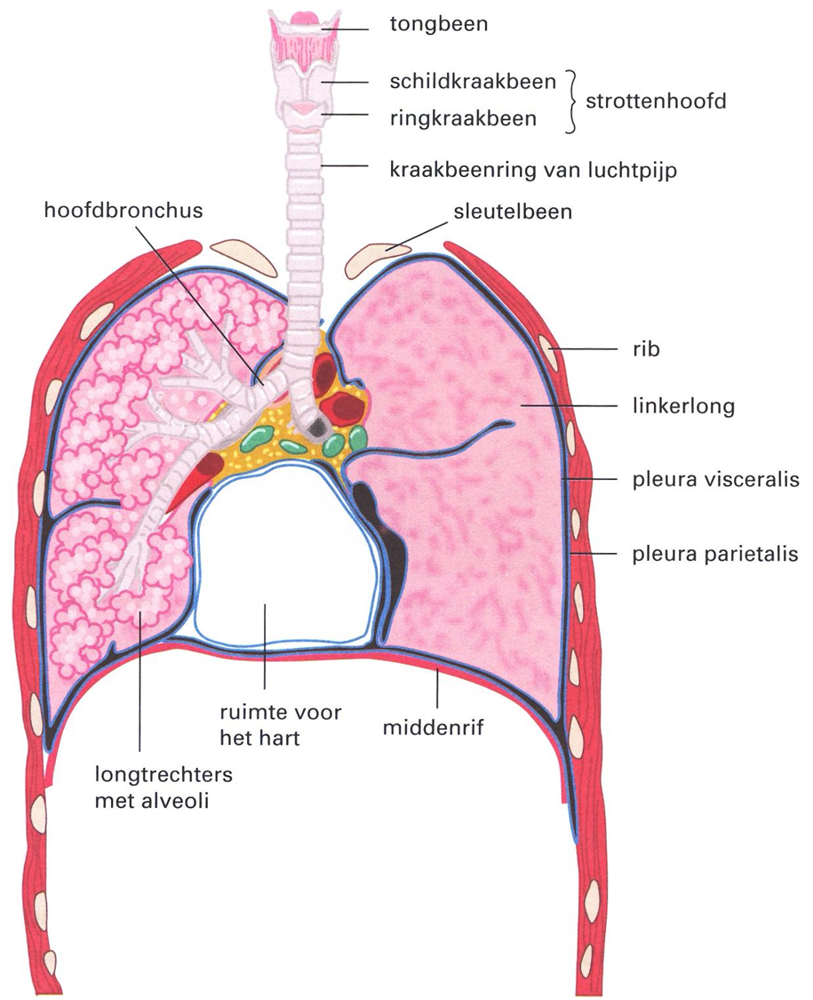 tongbeen
schildkraakbeen
ringkraakbeen
strottenhoofd
kraakbeenring van luchtpijp
hoofdbronchus
sleutelbeen
rib
linkerlong
pleura visceralis
pleura parietalis
ruimte voor
het hart
middenrif
longtrechters
met alveoli